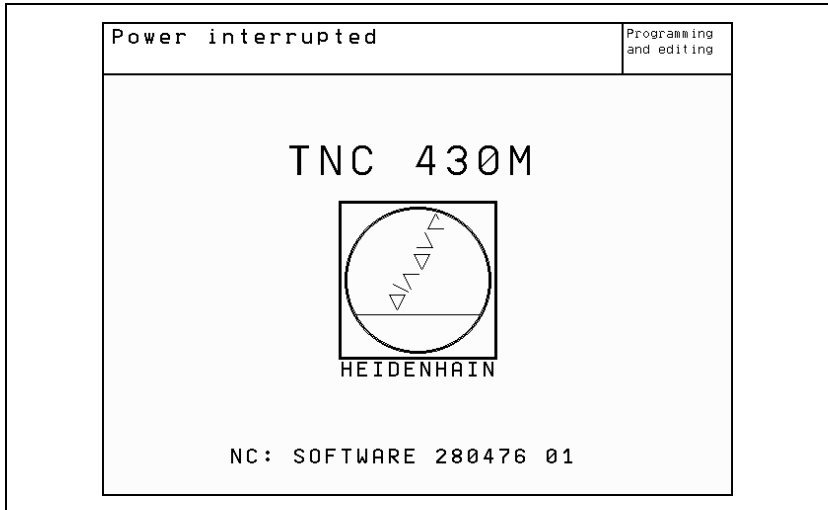 Power interrupted
Programming
and editing
TNC 430M
HEIDENHAIN
NC: SOFTWARE 280476 01